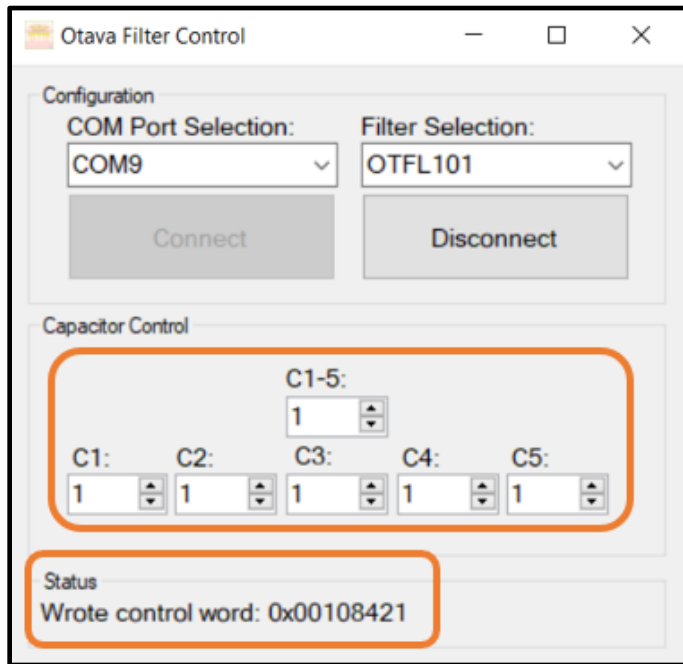 Otava Filter Control
Configuration
COM Port Selection: Filter Selection:
COM9 OTFL101
Connect Disconnect
Capacitor Control
C1-5:
1
C1: C2: C3: C4: C5:
1 1 1 1 1
Status
Wrote control word: 0x00108421